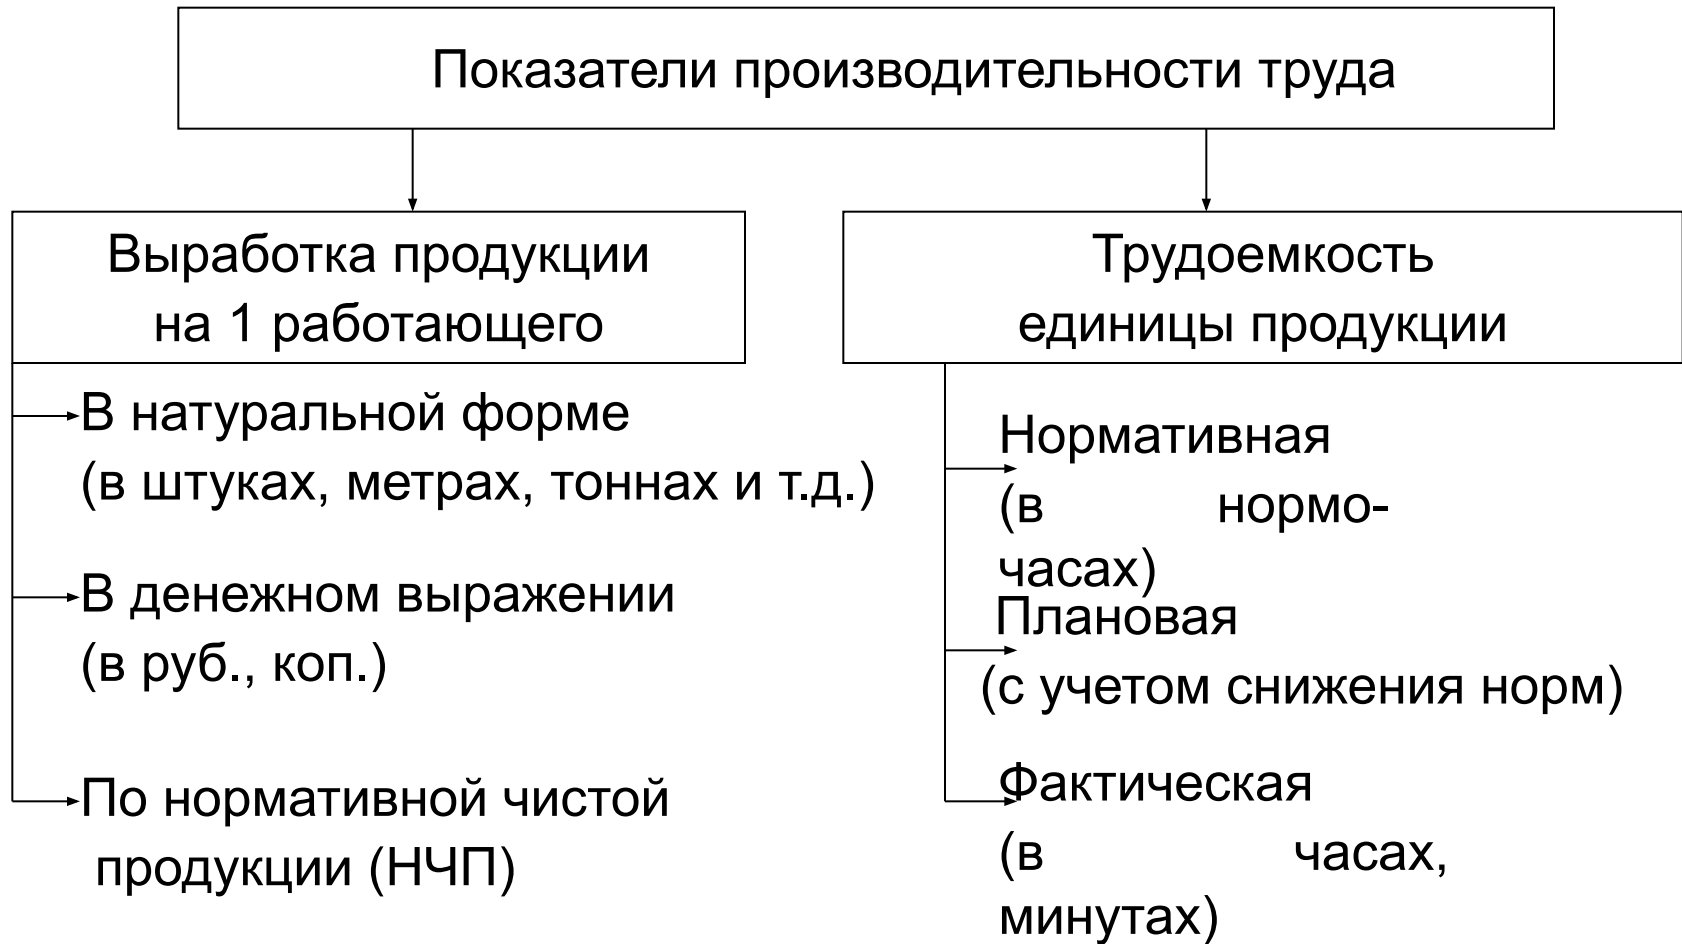 Показатели производительности труда
Выработка продукции
на 1 работающего
В натуральной форме
(в штуках, метрах, тоннах и т.д.)
В денежном выражении
(в руб., коп.)
По нормативной чистой
продукции (НЧП)
Трудоемкость
единицы продукции
Нормативная
(в нормо-
часах)
Плановая
(с учетом снижения норм)
Фактическая
(в часах,
минутах)